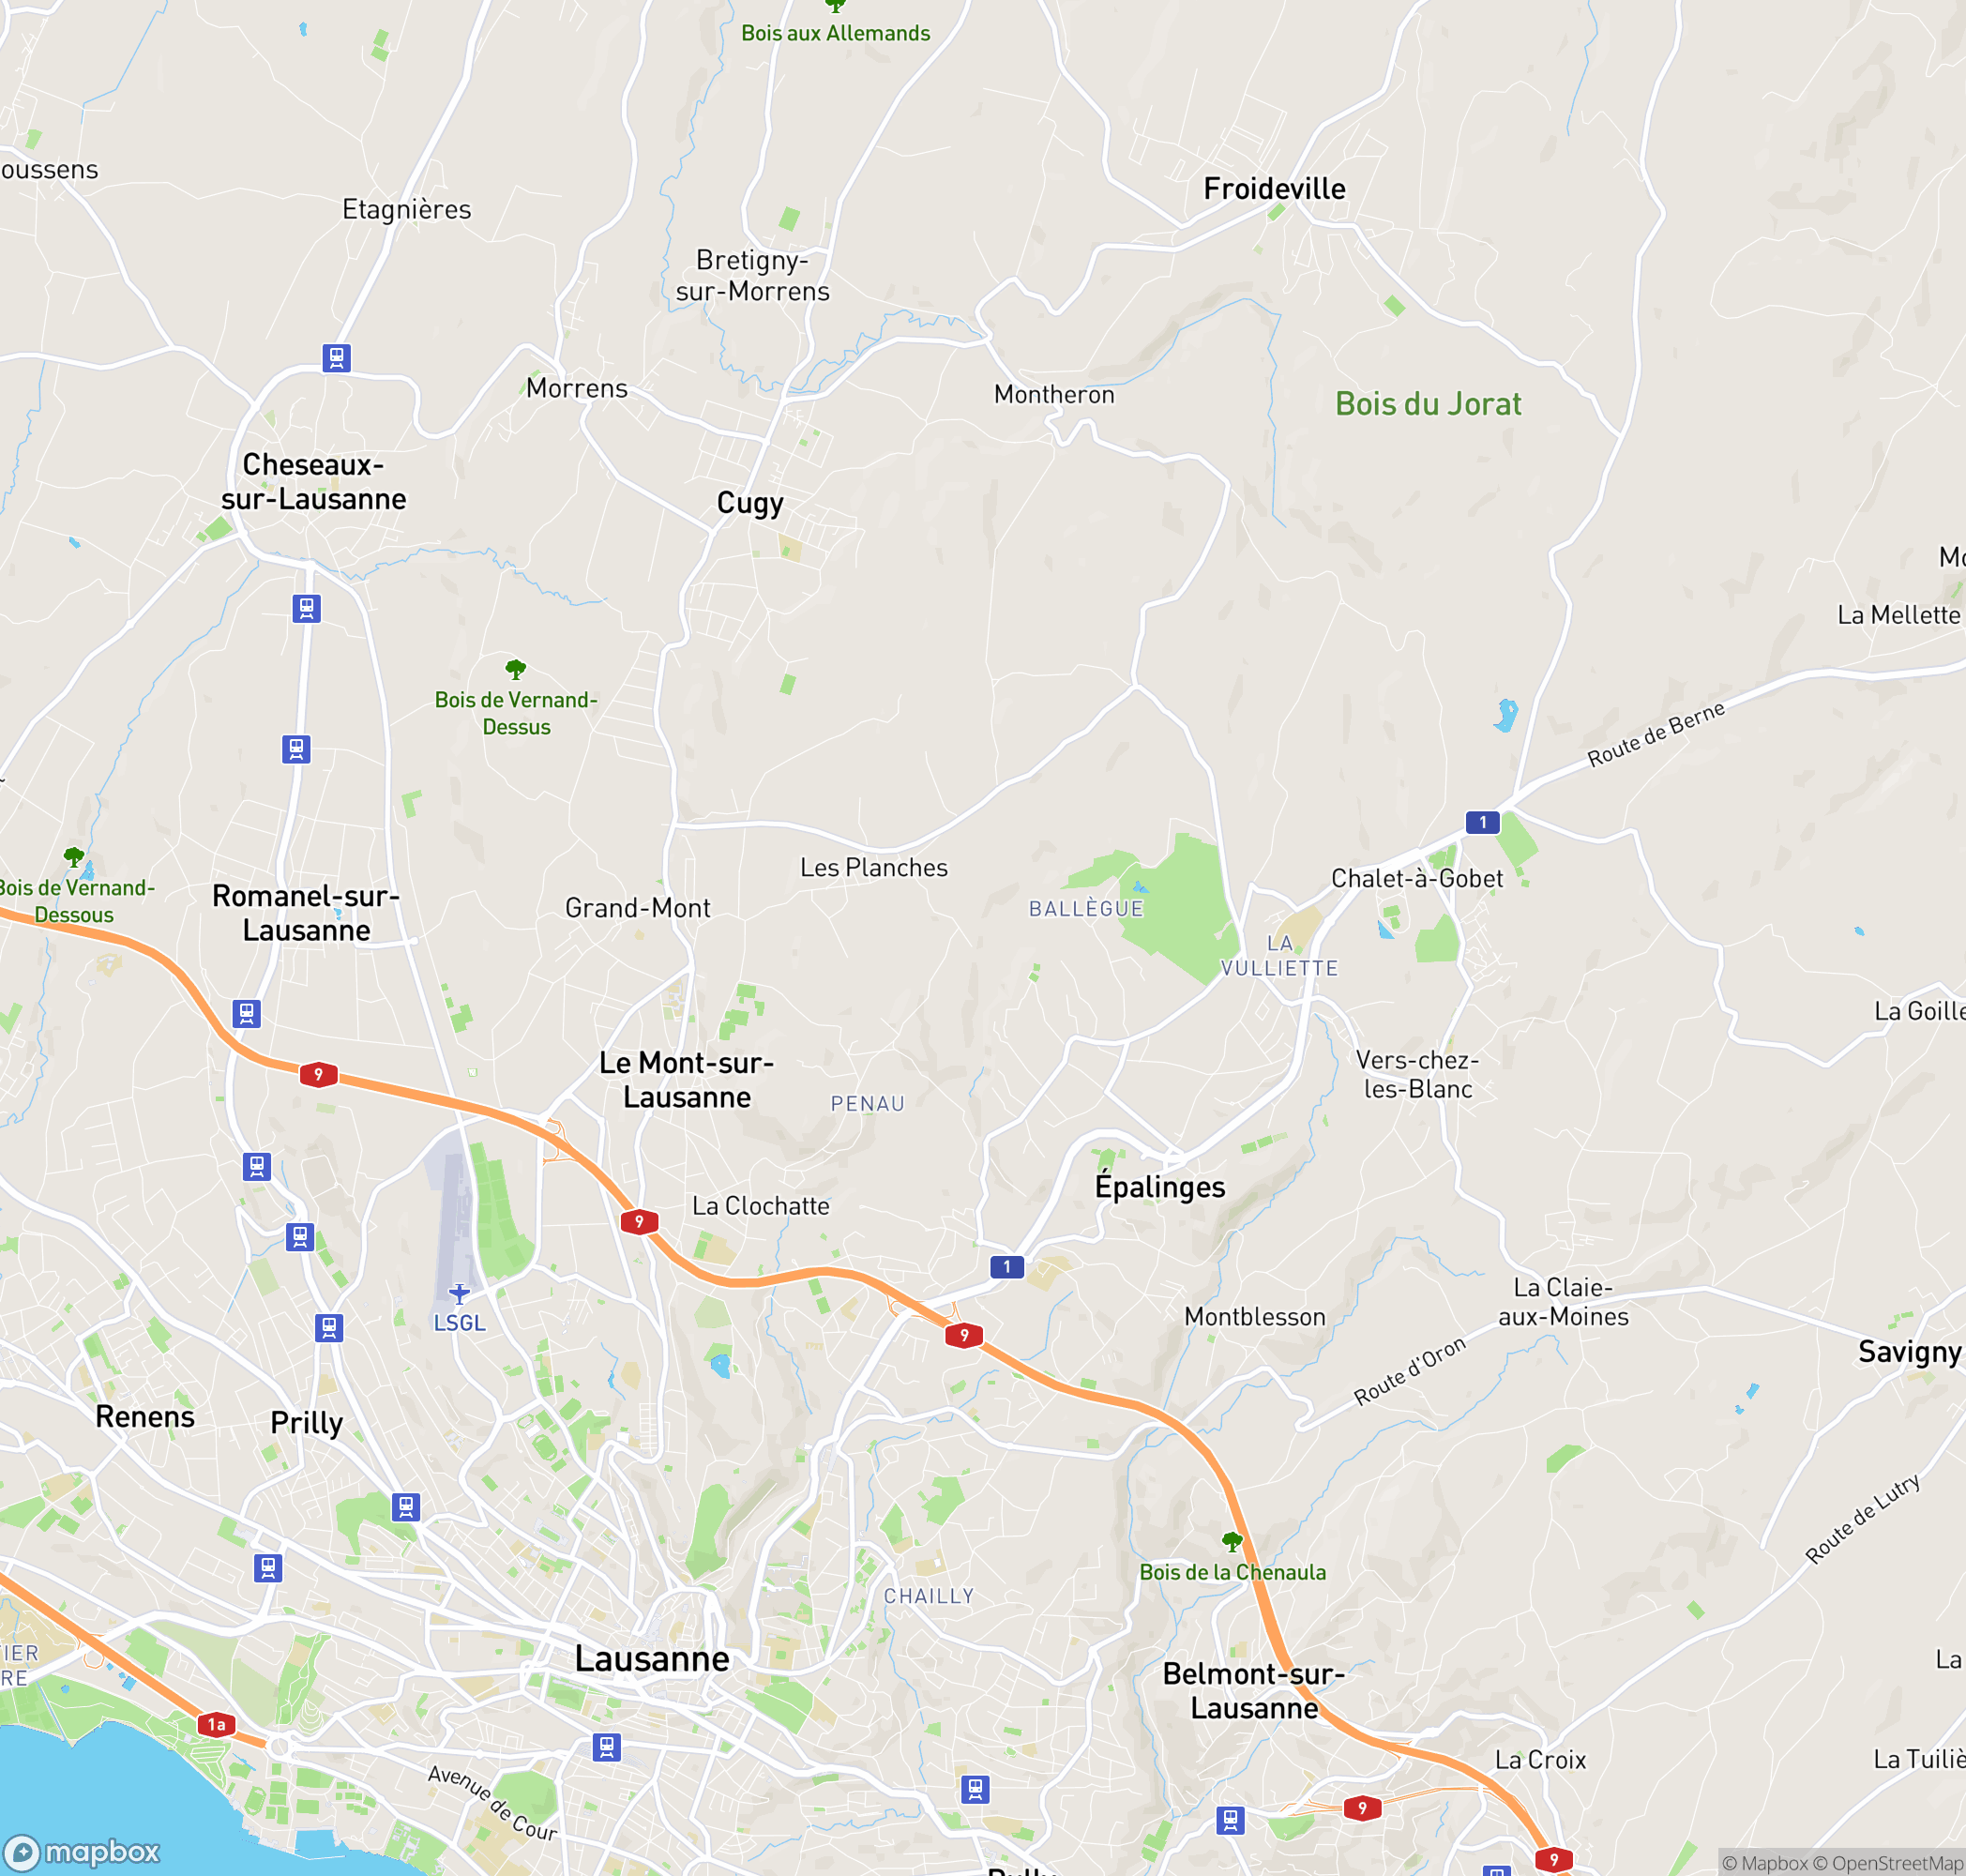 Bois aux Allemands
oussens
Etagnières
Froideville
Bretigny-
sur-Morrens
Morrens
Montheron
Bois du Jorat
Cheseaux-
sur-Lausanne
Cugy
La Mellette
Bois de Vernand-
Dessus
Route de Berne
1
Les Planches
Chalet-à-Gobet
Bois de Vernand-
Dessous
Romanel-sur-
Lausanne
Grand-Mont
BALLÈGUE
LA
VULLIETTE
La Goille
Le Mont-sur-
Lausanne
9
PENAU
Vers-chez-
les-Blanc
Épalinges
La Clochatte
9
1
LSGL
9
Montblesson
La Claie-
aux-Moines
Savigny
Route d'Oron
Renens
Prilly
Route de Lutry
Bois de la Chenaula
CHAILLY
TIER
RE
Lausanne
La
Belmont-sur-
Lausanne
1a
La Croix
La Tuiliè
Avenue de Cour
9
9
mapbox
© Mapbox © OpenStreetMap